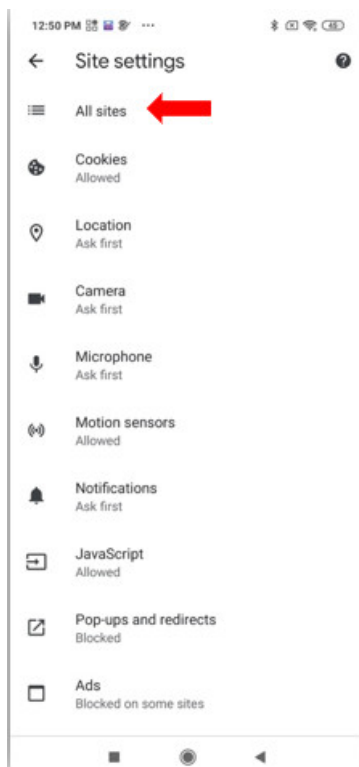 12:50 PM
Site settings
All sites
Cookies
Allowed
Location
Ask first
Camera
Ask first
Microphone
Ask first
Motion sensors
Allowed
Notifications
Ask first
JavaScript
Allowed
Pop-ups and redirects
Blocked
Ads
Blocked on some sites